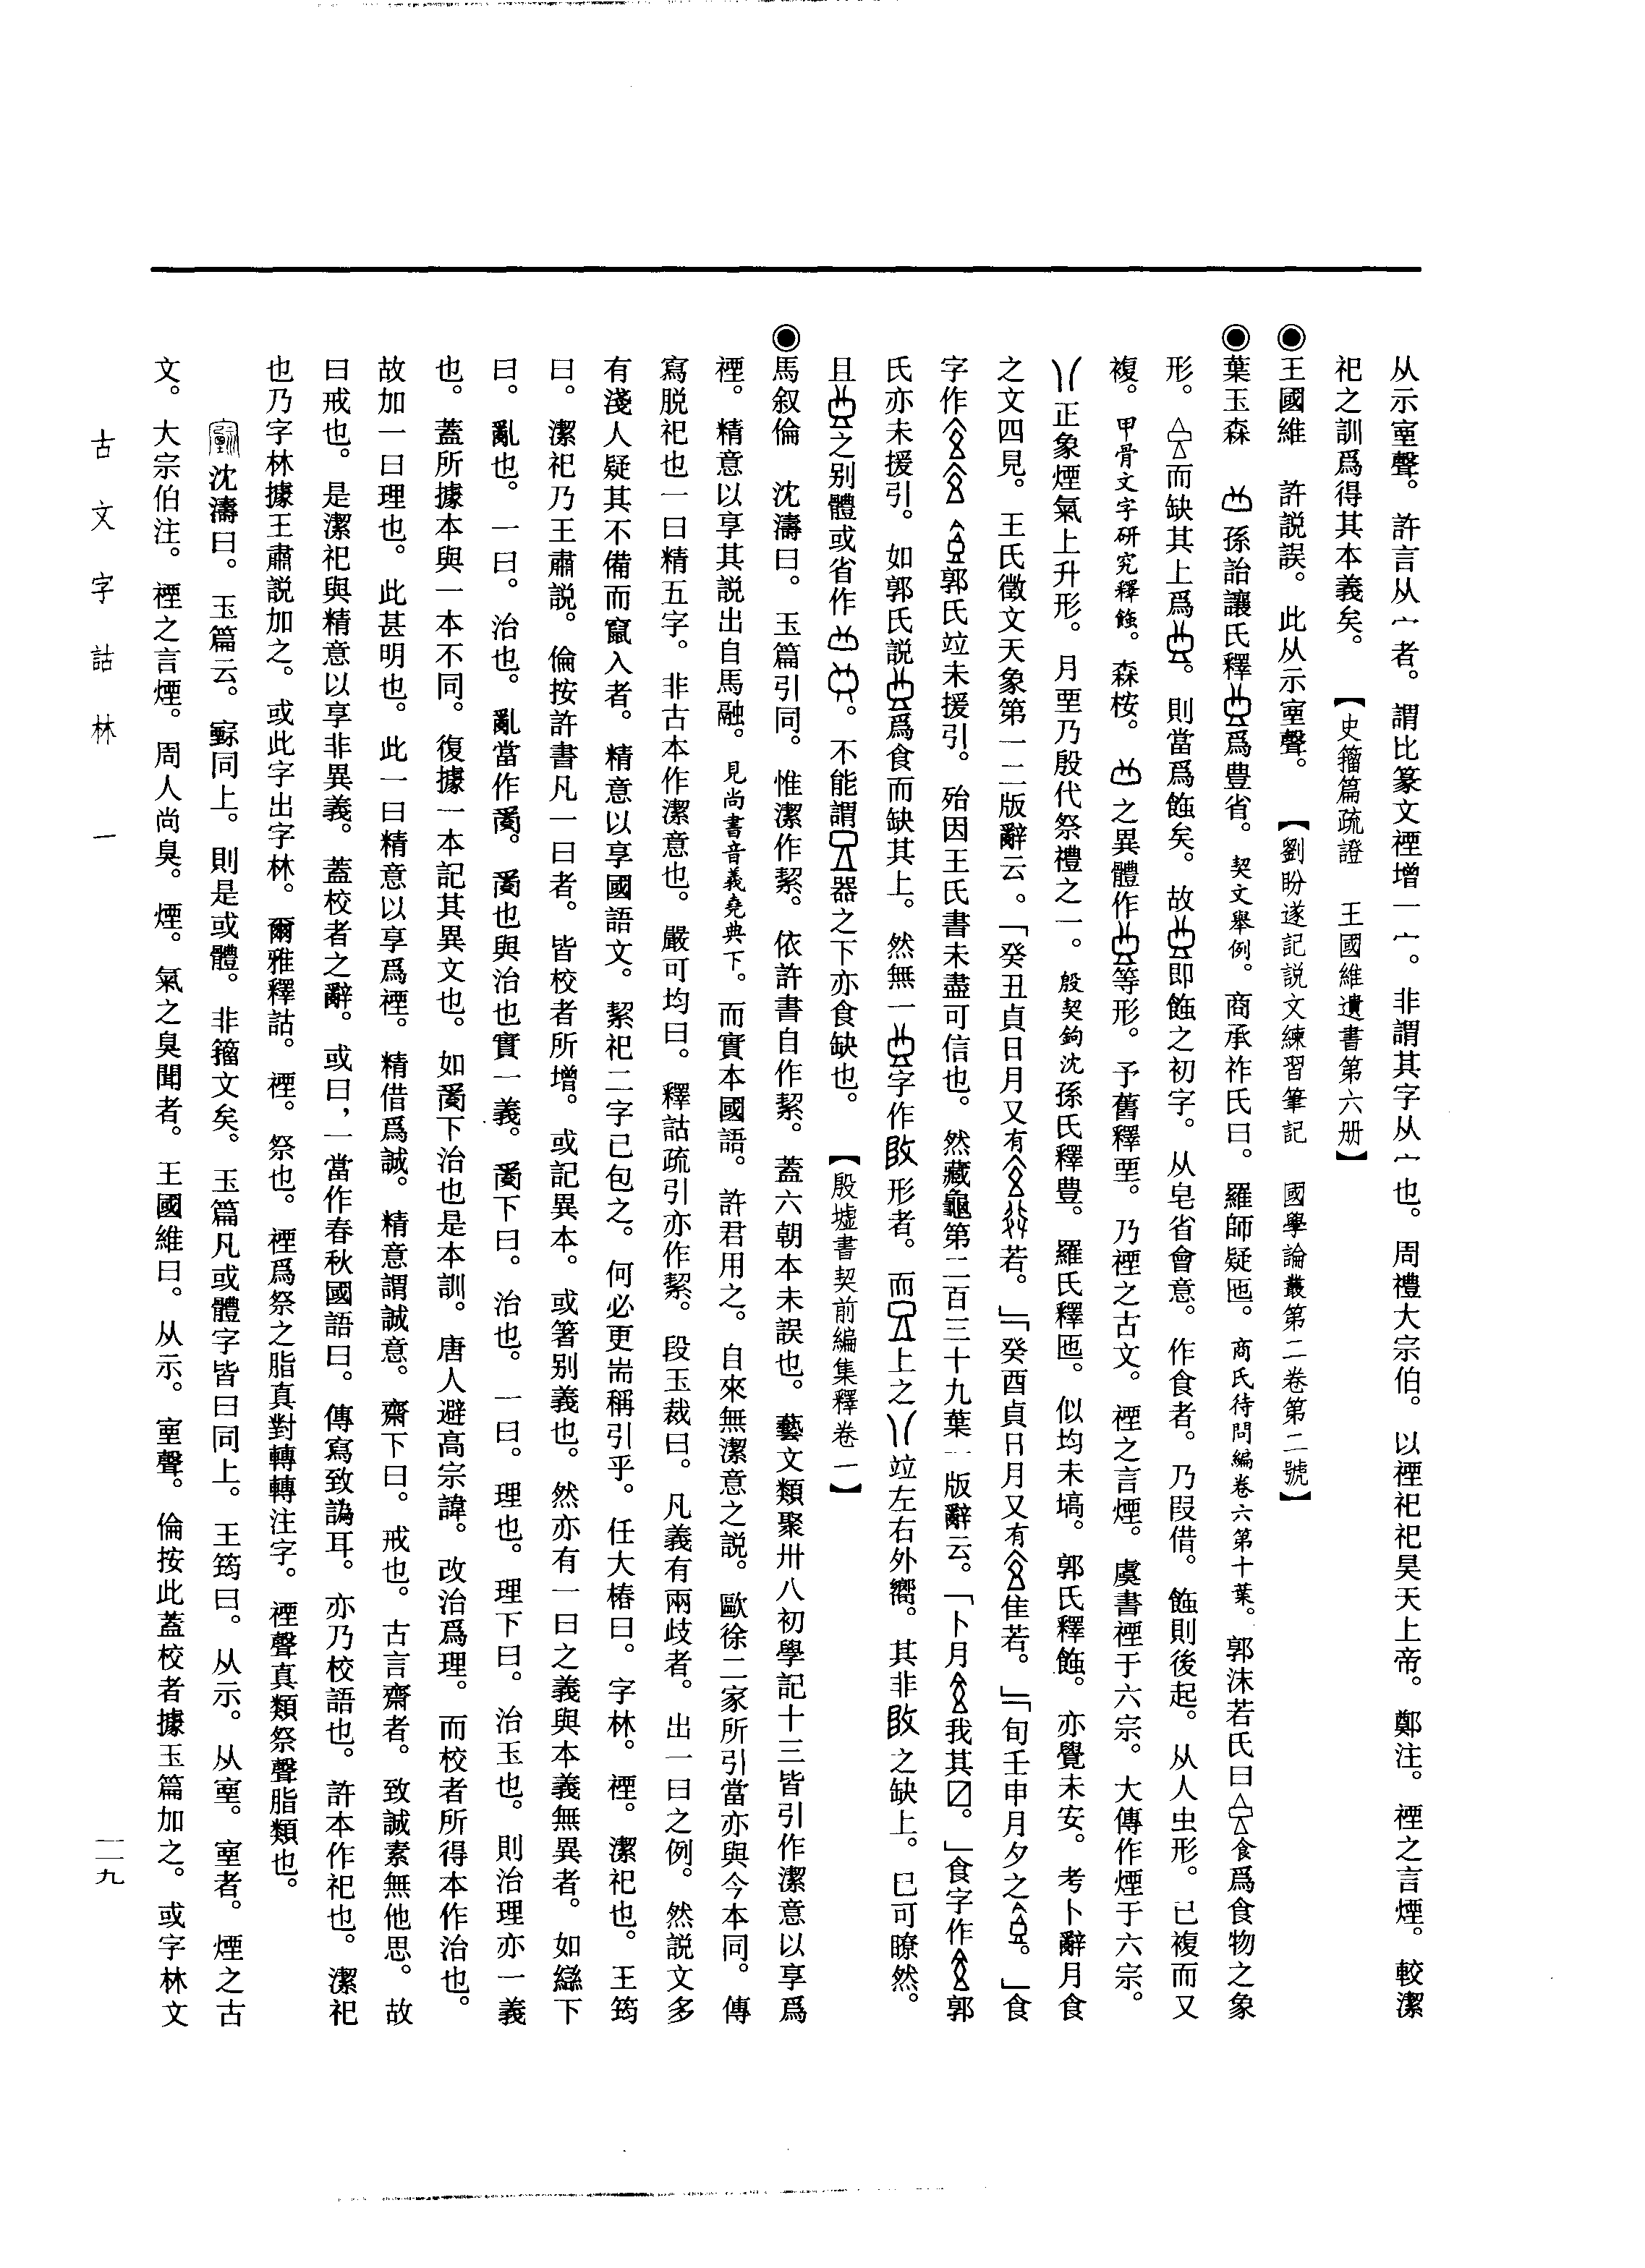 从示𡨄聲。許言从宀者。謂比篆文禋增一宀。非謂其字从宀也。周禮大宗伯。以禋祀祀昊天上帝。鄭注。禋之言煙。較潔
祀之訓爲得其本義矣。【史籀篇疏證 王國維遺書第六册】
◉王國維 許説誤。此从示𡨄聲。【劉盼遂記説文練習筆記 國學論叢第二卷第二號】
◉葉玉森 孫詒讓氏釋爲豊省。契文舉例。商承祚氏曰。羅師疑𠤷。商氏待問編卷六第十葉。郭沫若氏曰食爲食物之象
形。而缺其上爲。則當爲蝕矣。故即蝕之初字。从皀省會意。作食者。乃叚借。蝕則後起。从人虫形。已複而又
複。甲骨文字研究釋蝕。森桉。之異體作等形。予舊釋垔。乃禋之古文。禋之言煙。虞書禋于六宗。大傳作煙于六宗。
正象煙氣上升形。月垔乃殷代祭禮之一。殷契鉤沈孫氏釋豊。羅氏釋𠤷。似均未塙。郭氏釋蝕。亦覺未安。考卜辭月食
之文四見。王氏徵文天象第一二版辭云。「癸丑貞日月又有若。」「癸酉貞日月又有隹若。」「旬壬申月夕之。」食
字作 郭氏竝未援引。殆因王氏書未盡可信也。然藏龜第二百三十九葉一版辭云。「卜月我其〼。」食字作郭
氏亦未援引。如郭氏説爲食而缺其上。然無一字作形者。而上之竝左右外嚮。其非之缺上。已可瞭然。
且之别體或省作。不能謂器之下亦食缺也。【殷墟書契前編集釋卷一】
◉馬叙倫 沈濤曰。玉篇引同。惟潔作絜。依許書自作絜。蓋六朝本未誤也。藝文類聚卅八初學記十三皆引作潔意以享爲
禋。精意以享其説出自馬融。見尚書音義堯典下。而實本國語。許君用之。自來無潔意之説。歐徐二家所引當亦與今本同。傳
寫脱祀也一曰精五字。非古本作潔意也。嚴可均曰。釋詁疏引亦作絜。段玉裁曰。凡義有兩歧者。出一曰之例。然説文多
有淺人疑其不備而竄入者。精意以享國語文。絜祀二字已包之。何必更耑稱引乎。任大椿曰。字林。禋。潔祀也。王筠
曰。潔祀乃王肅説。倫按許書凡一曰者。皆校者所增。或記異本。或箸别義也。然亦有一曰之義與本義無異者。如䜌下
曰。亂也。一曰。治也。亂當作𤔔。𤔔也與治也實一義。𤔔下曰。治也。一曰。理也。理下曰。治玉也。則治理亦一義
也。蓋所據本與一本不同。復據一本記其異文也。如𤔔下治也是本訓。唐人避高宗諱。改治爲理。而校者所得本作治也。
故加一曰理也。此甚明也。此一曰精意以享爲禋。精借爲誠。精意謂誠意。齋下曰。戒也。古言齋者。致誠素無他思。故
曰戒也。是潔祀與精意以享非異義。蓋校者之辭。或曰，一當作春秋國語曰。傳寫致譌耳。亦乃校語也。許本作祀也。潔祀
也乃字林據王肅説加之。或此字出字林。爾雅釋詁。禋。祭也。禋爲祭之脂真對轉轉注字。禋聲真類祭聲脂類也。
沈濤曰。玉篇云。同上。則是或體。非籀文矣。玉篇凡或體字皆曰同上。王筠曰。从示。从𡨄。𡨄者。煙之古
文。大宗伯注。禋之言煙。周人尚臭。煙。氣之臭聞者。王國維曰。从示。𡨄聲。倫按此蓋校者據玉篇加之。或字林文
古文字詁林 一
一一九